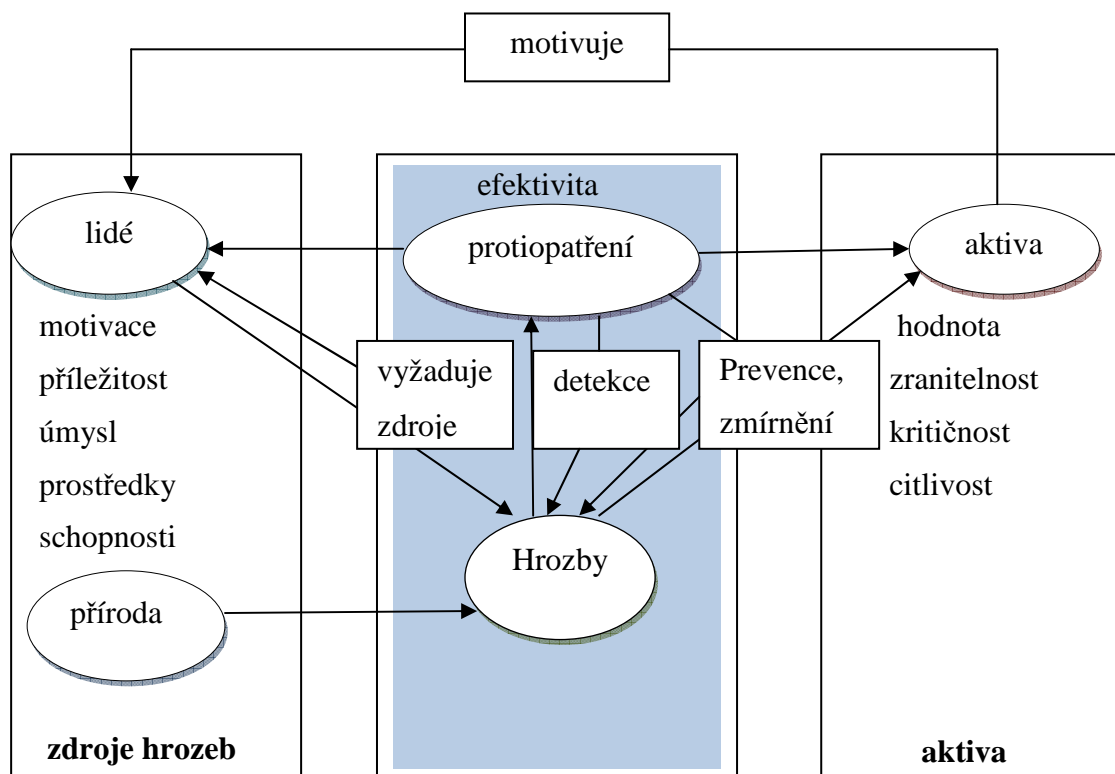 motivuje
lidé
motivace
příležitost
úmysl
prostředky
schopnosti
příroda
zdroje hrozeb
efektivita
protiopatření
vyžaduje
zdroje
detekce
Prevence,
zmírnění
Hrozby
aktiva
hodnota
zranitelnost
kritičnost
citlivost
aktiva